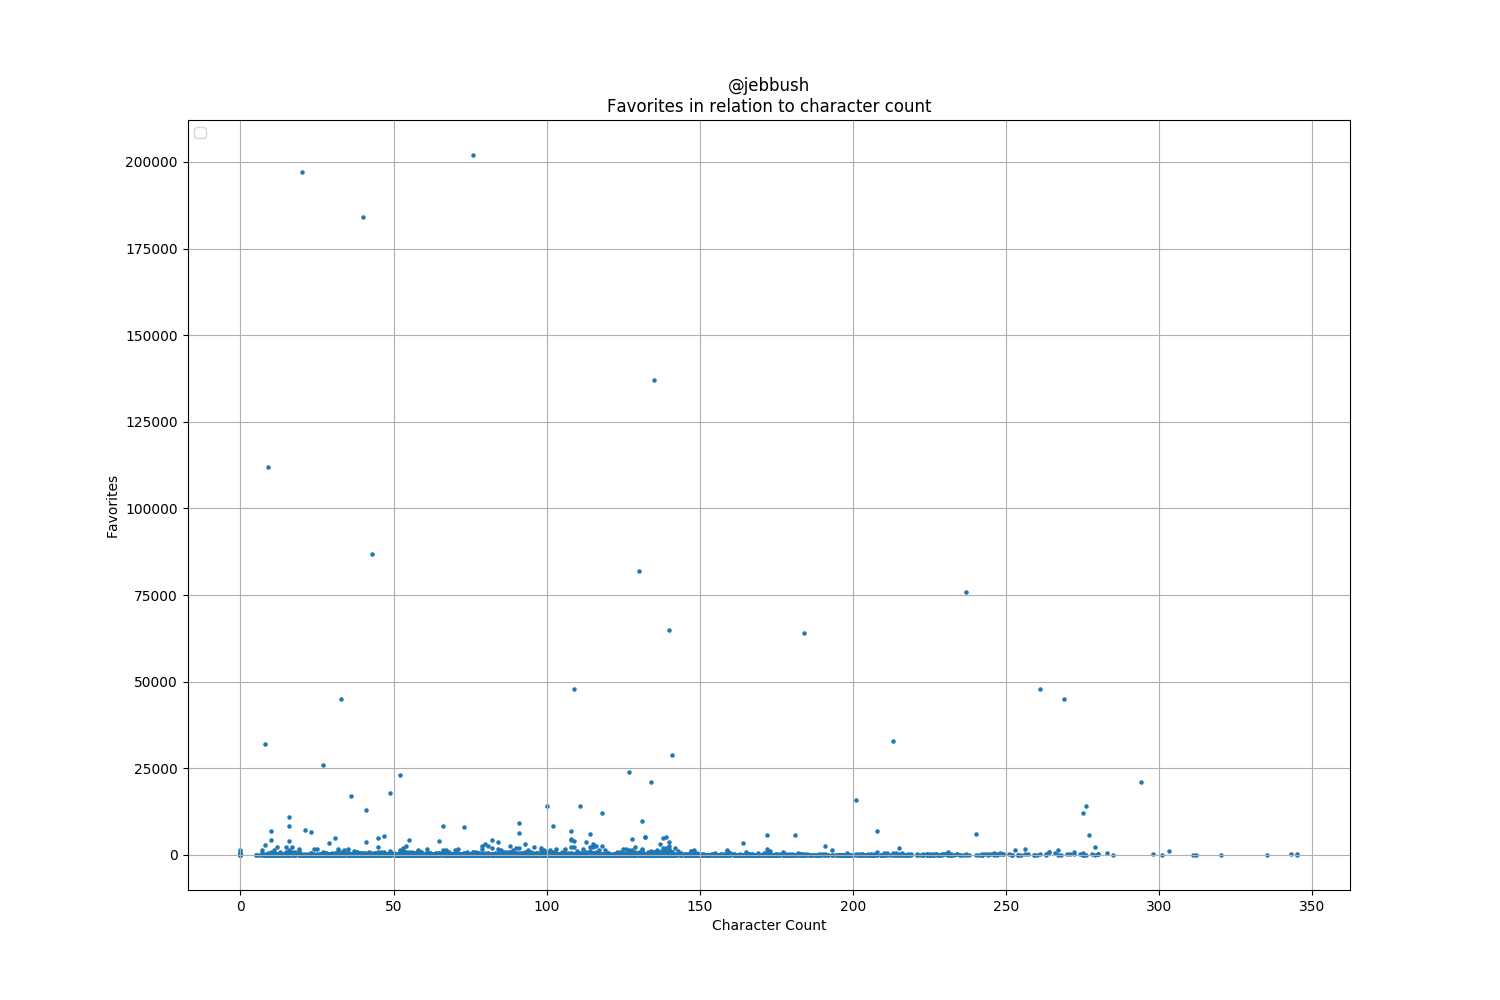 @jebbush
Favorites in relation to character count
200000
175000
150000
125000
100000
75000
50000
25000
0
Favorites
0 50 100 150 200 250 300 350
Character Count